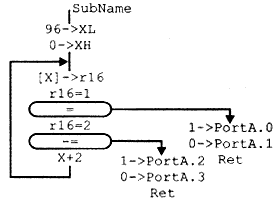 SubName
96->XL
0->XH
[X]->r16
r16=1
=
1->PortA.0
0->PortA.1
Ret
r16=2
-=
1->PortA.2
0->PortA.3
Ret
X+2